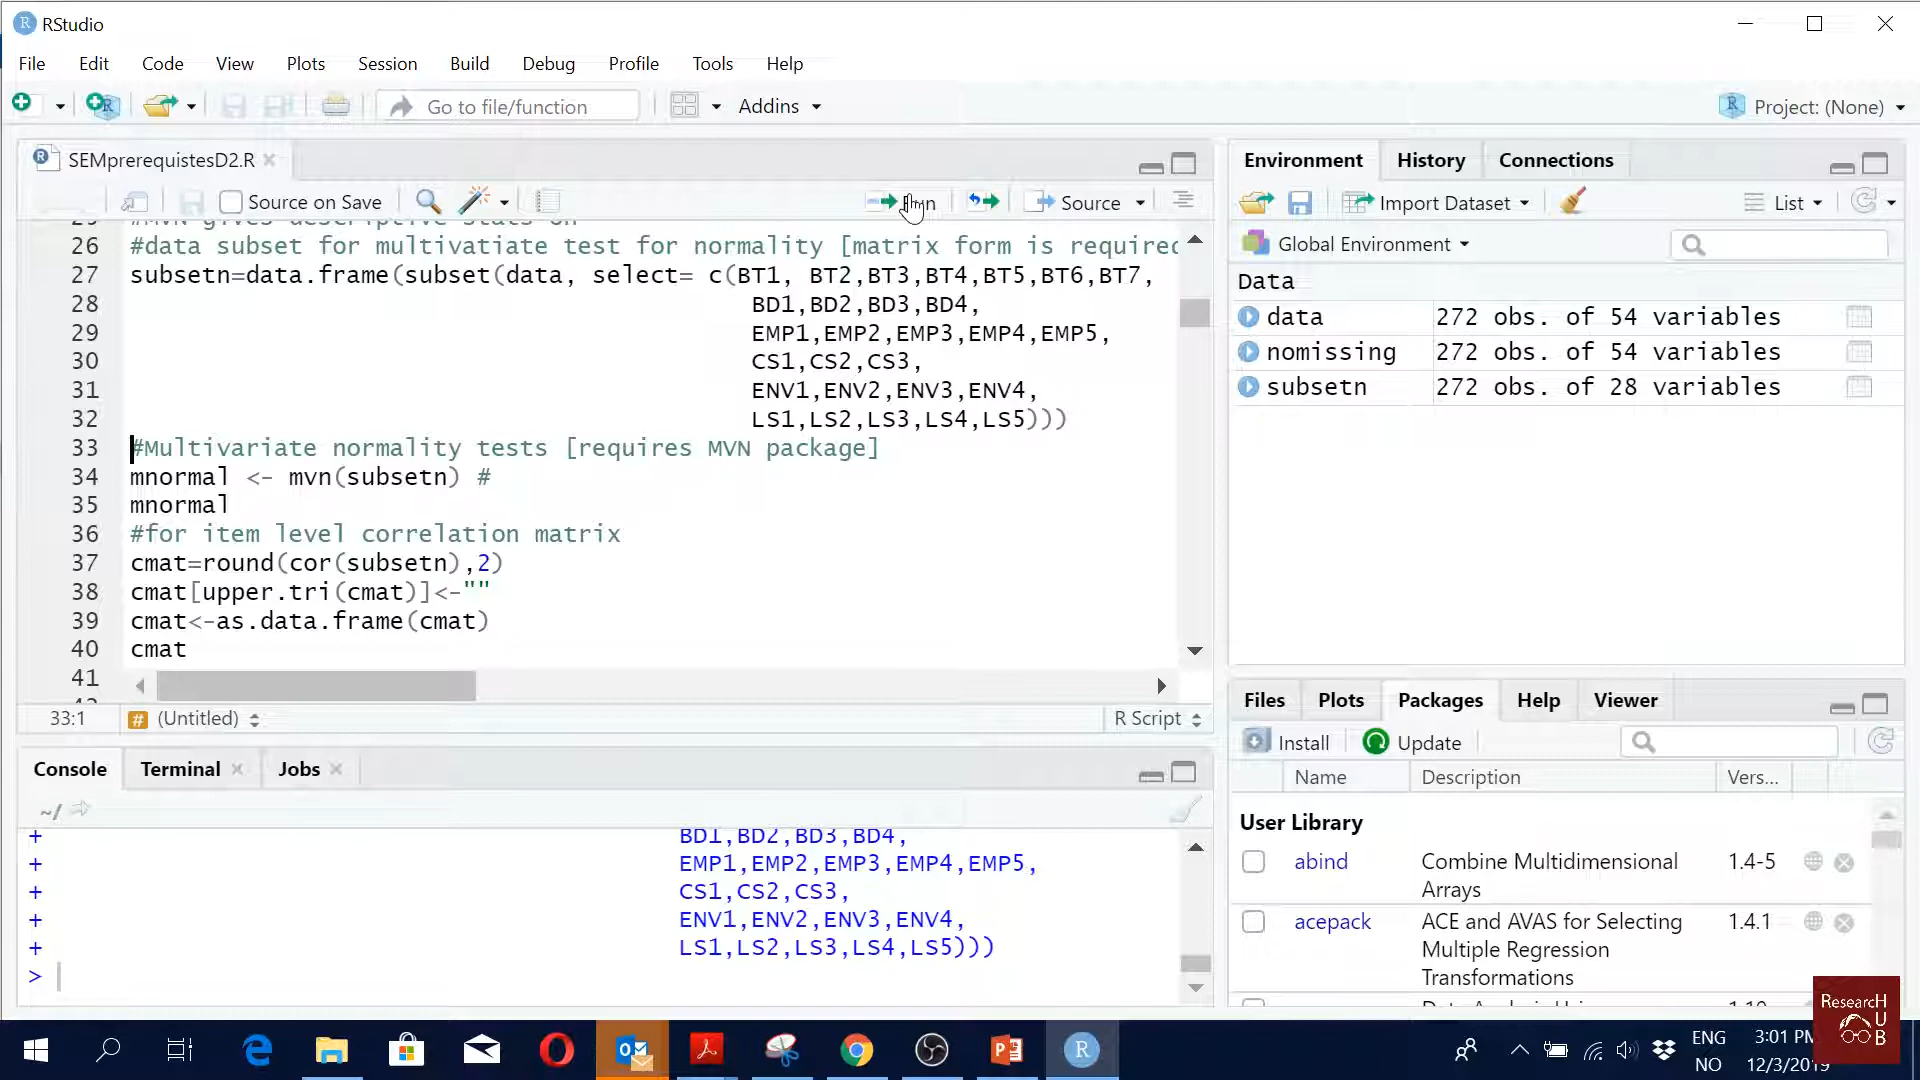 RStudio
File Edit Code View Plots Session Build Debug Profile Tools Help
Go to file/function Addins Project: (None)
SEMprerequistesD2.R
Source on Save Source
26 #data subset for multivatiate test for normality [matrix form is required
27 subsetn=data.frame(subset(data, select= c(BT1, BT2,BT3,BT4,BT5,BT6,BT7,
28 BD1,BD2,BD3,BD4,
29 EMP1,EMP2,EMP3,EMP4,EMP5,
30 CS1,CS2,CS3,
31 ENV1,ENV2,ENV3,ENV4,
32 LS1,LS2,LS3,LS4,LS5)))
33 #Multivariate normality tests [requires MVN package]
34 mnormal <- mvn(subsetn) #
35 mnormal
36 #for item level correlation matrix
37 cmat=round(cor(subsetn),2)
38 cmat[upper.tri(cmat)]<-""
39 cmat<-as.data.frame(cmat)
40 cmat
41
33:1 # (Untitled) R Script
Console Terminal Jobs
~/
+ BD1,BD2,BD3,BD4,
+ EMP1,EMP2,EMP3,EMP4,EMP5,
+ CS1,CS2,CS3,
+ ENV1,ENV2,ENV3,ENV4,
+ LS1,LS2,LS3,LS4,LS5)))
>
Environment History Connections
Import Dataset List
Global Environment
Data
data 272 obs. of 54 variables
nomissing 272 obs. of 54 variables
subsetn 272 obs. of 28 variables
Files Plots Packages Help Viewer
Install Update
Name Description Vers...
User Library
abind Combine Multidimensional 1.4-5
Arrays
acepack ACE and AVAS for Selecting 1.4.1
Multiple Regression
Transformations
ResearcH
U
B
ENG 3:01 PM
NO 12/3/2019